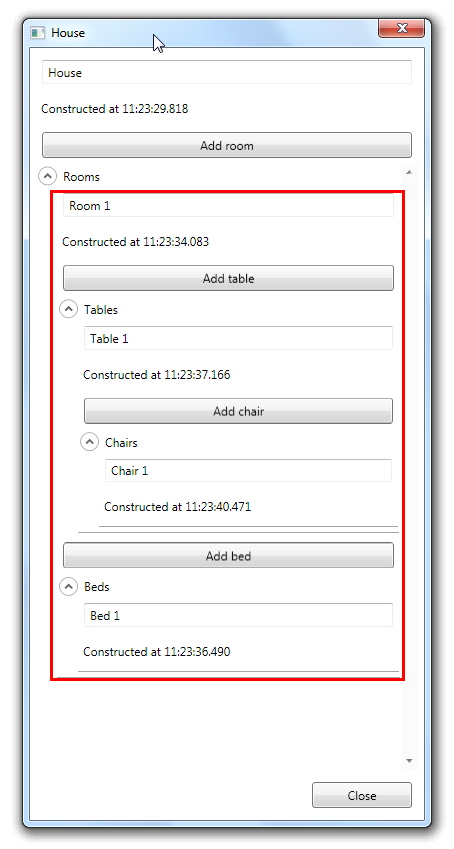 House
House
Constructed at 11:23:29.818
Add room
Rooms
Room 1
Constructed at 11:23:34.083
Add table
Tables
Table 1
Constructed at 11:23:37.166
Add chair
Chairs
Chair 1
Constructed at 11:23:40.471
Add bed
Beds
Bed 1
Constructed at 11:23:36.490
Close